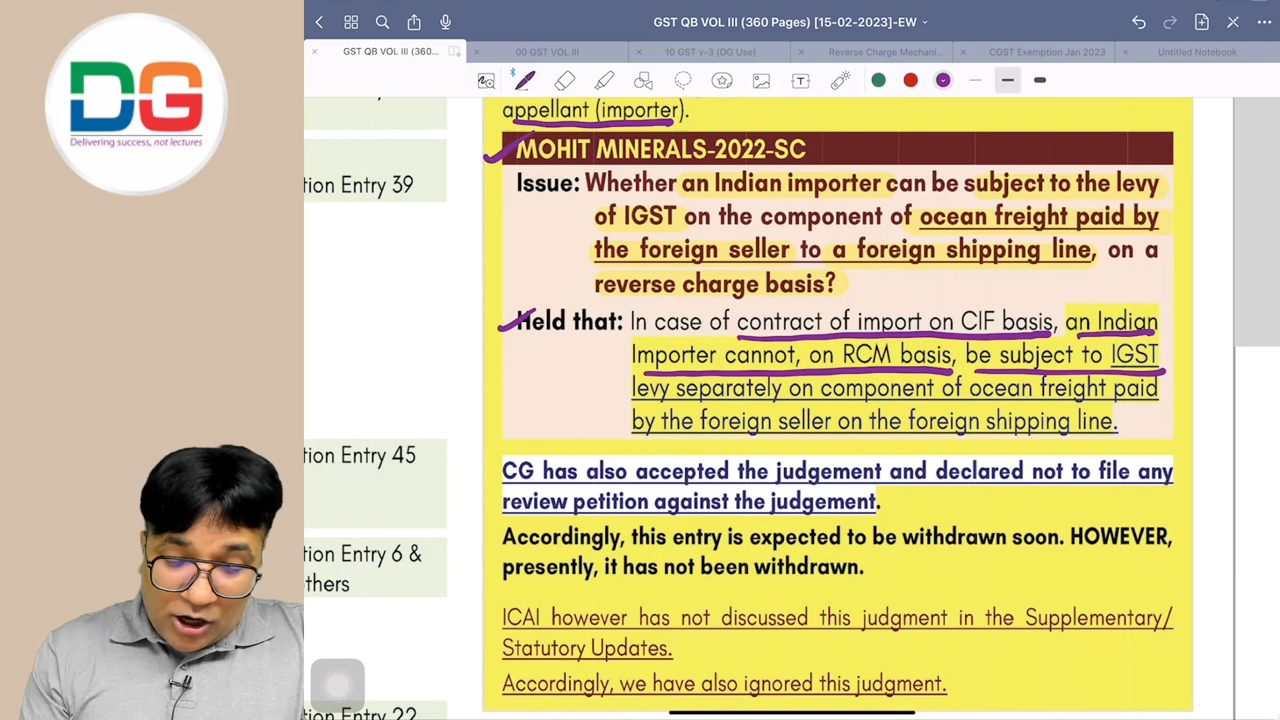 GST QB VOL III (360 Pages) [15-02-2023]-EW
GST QB VOL III (360...
00 GST VOL III
10 GST v-3 (DG Use)
Reverse Charge Mechani...
CGST Exemption Jan 2023
Untitled Notebook
DG
Delivering success, not lectures
appellant (importer).
MOHIT MINERALS-2022-SC
Issue: Whether an Indian importer can be subject to the levy
of IGST on the component of ocean freight paid by
the foreign seller to a foreign shipping line, on a
reverse charge basis?
Held that: In case of contract of import on CIF basis, an Indian
Importer cannot, on RCM basis, be subject to IGST
levy separately on component of ocean freight paid
by the foreign seller on the foreign shipping line.
CG has also accepted the judgement and declared not to file any
review petition against the judgement.
Accordingly, this entry is expected to be withdrawn soon. HOWEVER,
presently, it has not been withdrawn.
ICAI however has not discussed this judgment in the Supplementary/
Statutory Updates.
Accordingly, we have also ignored this judgment.
tion Entry 39
tion Entry 45
tion Entry 6 &
thers
tion Entry 22